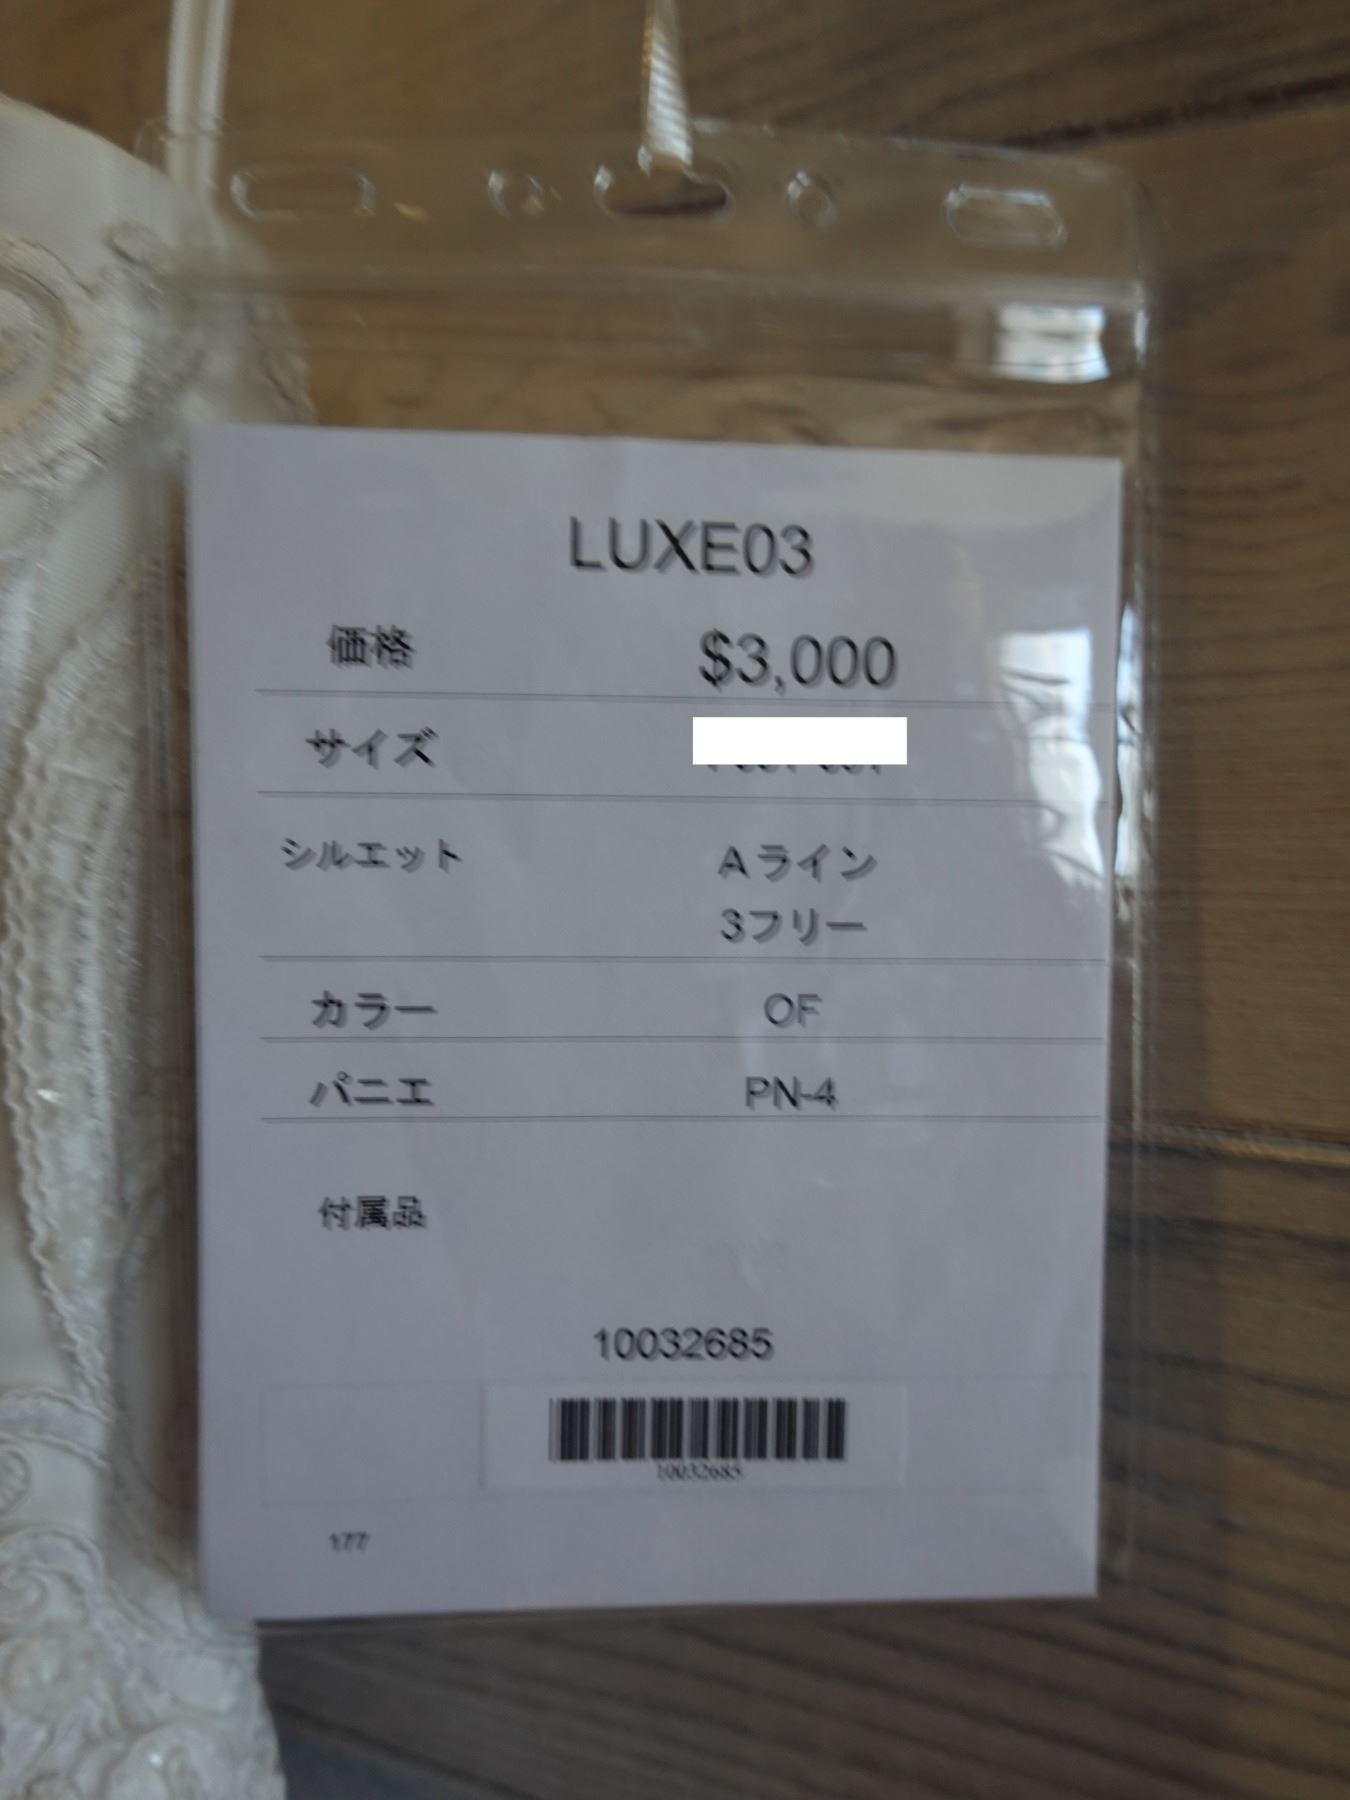 LUXE03
価格 $3,000
サイズ
シルエット Aライン
3フリー
カラー OF
パニエ PN-4
付属品
10032685
10032685
177